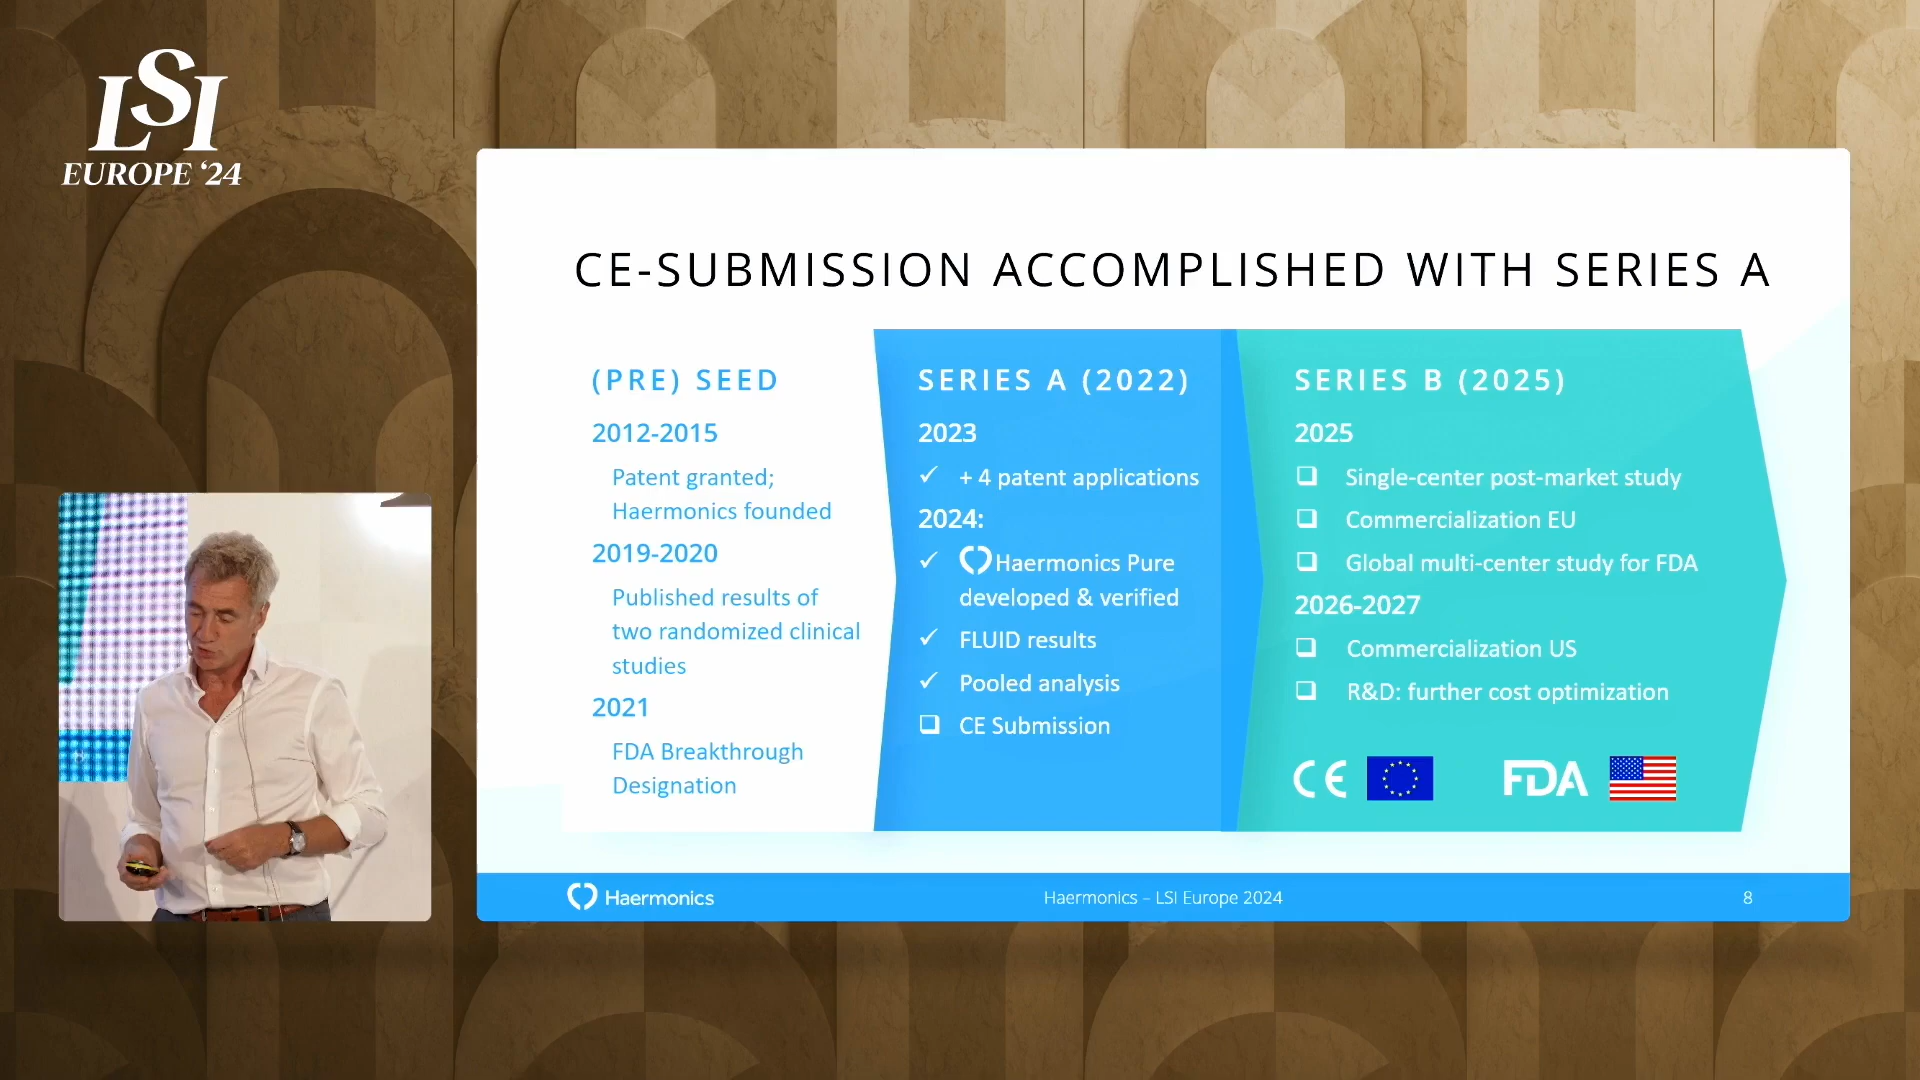 LSI
EUROPE ‘24
CE-SUBMISSION ACCOMPLISHED WITH SERIES A
(PRE) SEED
2012-2015
Patent granted;
Haermonics founded
2019-2020
Published results of
two randomized clinical
studies
2021
FDA Breakthrough
Designation
SERIES A (2022)
2023
✓ + 4 patent applications
2024:
✓ Haermonics Pure
developed & verified
✓ FLUID results
✓ Pooled analysis
❑ CE Submission
SERIES B (2025)
2025
❑ Single-center post-market study
❑ Commercialization EU
❑ Global multi-center study for FDA
2026-2027
❑ Commercialization US
❑ R&D: further cost optimization
CE
FDA
Haermonics
Haermonics – LSI Europe 2024
8